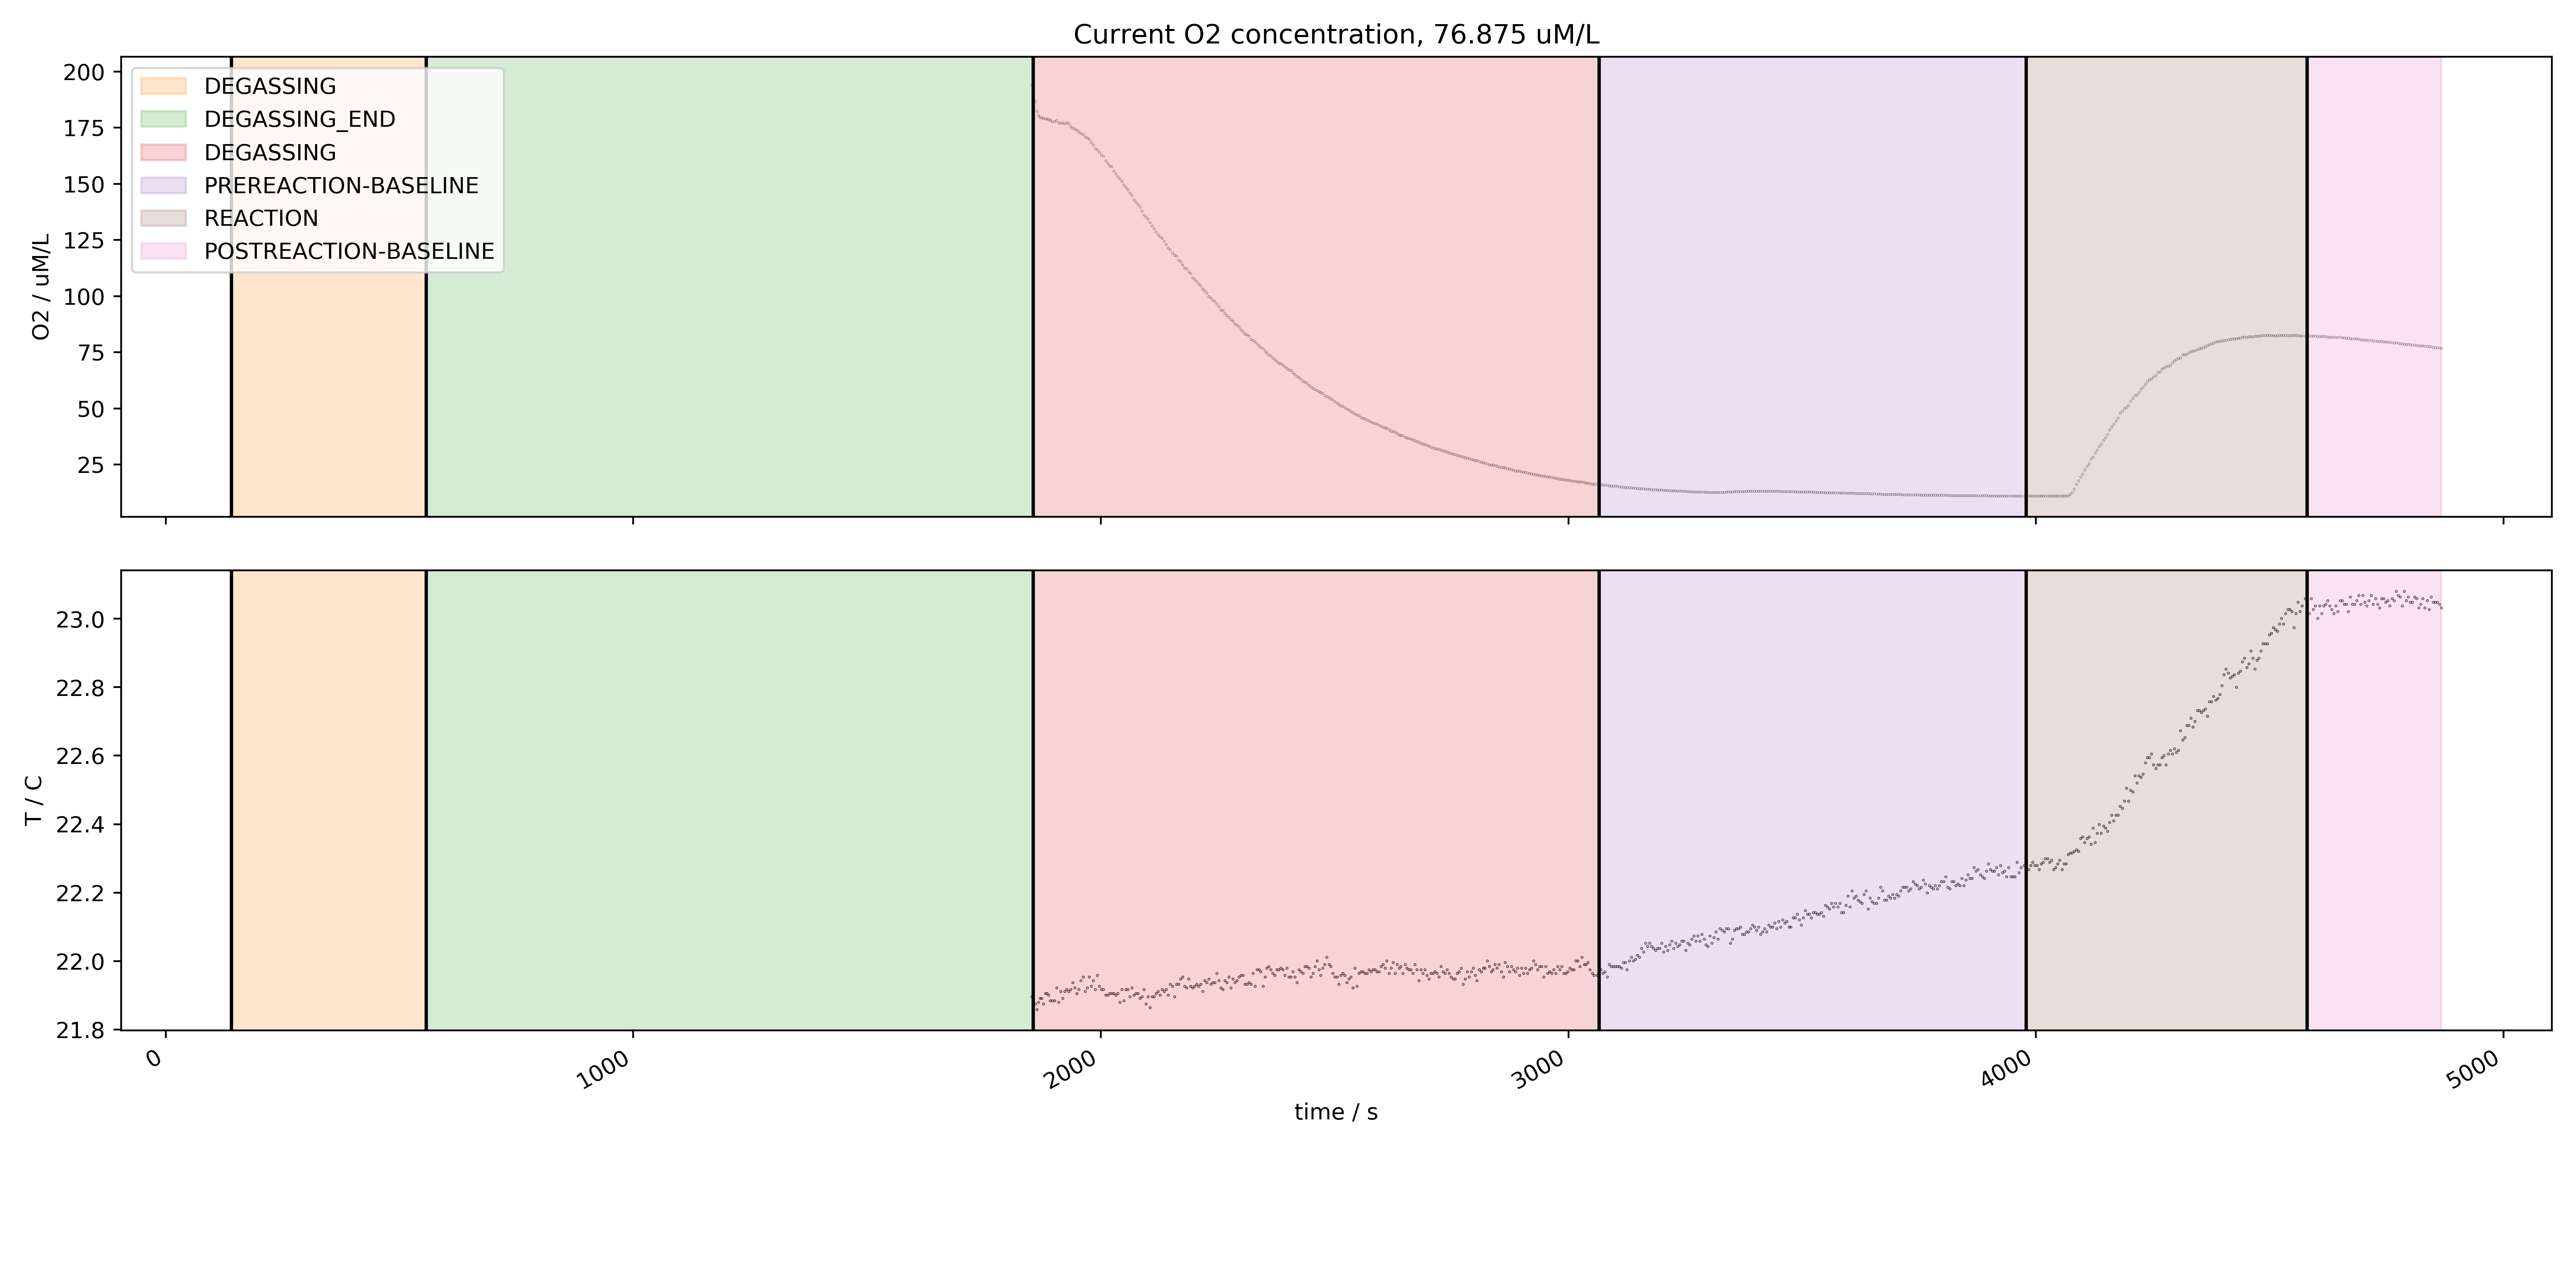 Current O2 concentration, 76.875 uM/L
200
175
150
125
100
75
50
25
O2 / uM/L
DEGASSING
DEGASSING_END
DEGASSING
PREREACTION-BASELINE
REACTION
POSTREACTION-BASELINE
23.0
22.8
22.6
22.4
22.2
22.0
21.8
T / C
0
1000
2000
3000
4000
5000
time / s